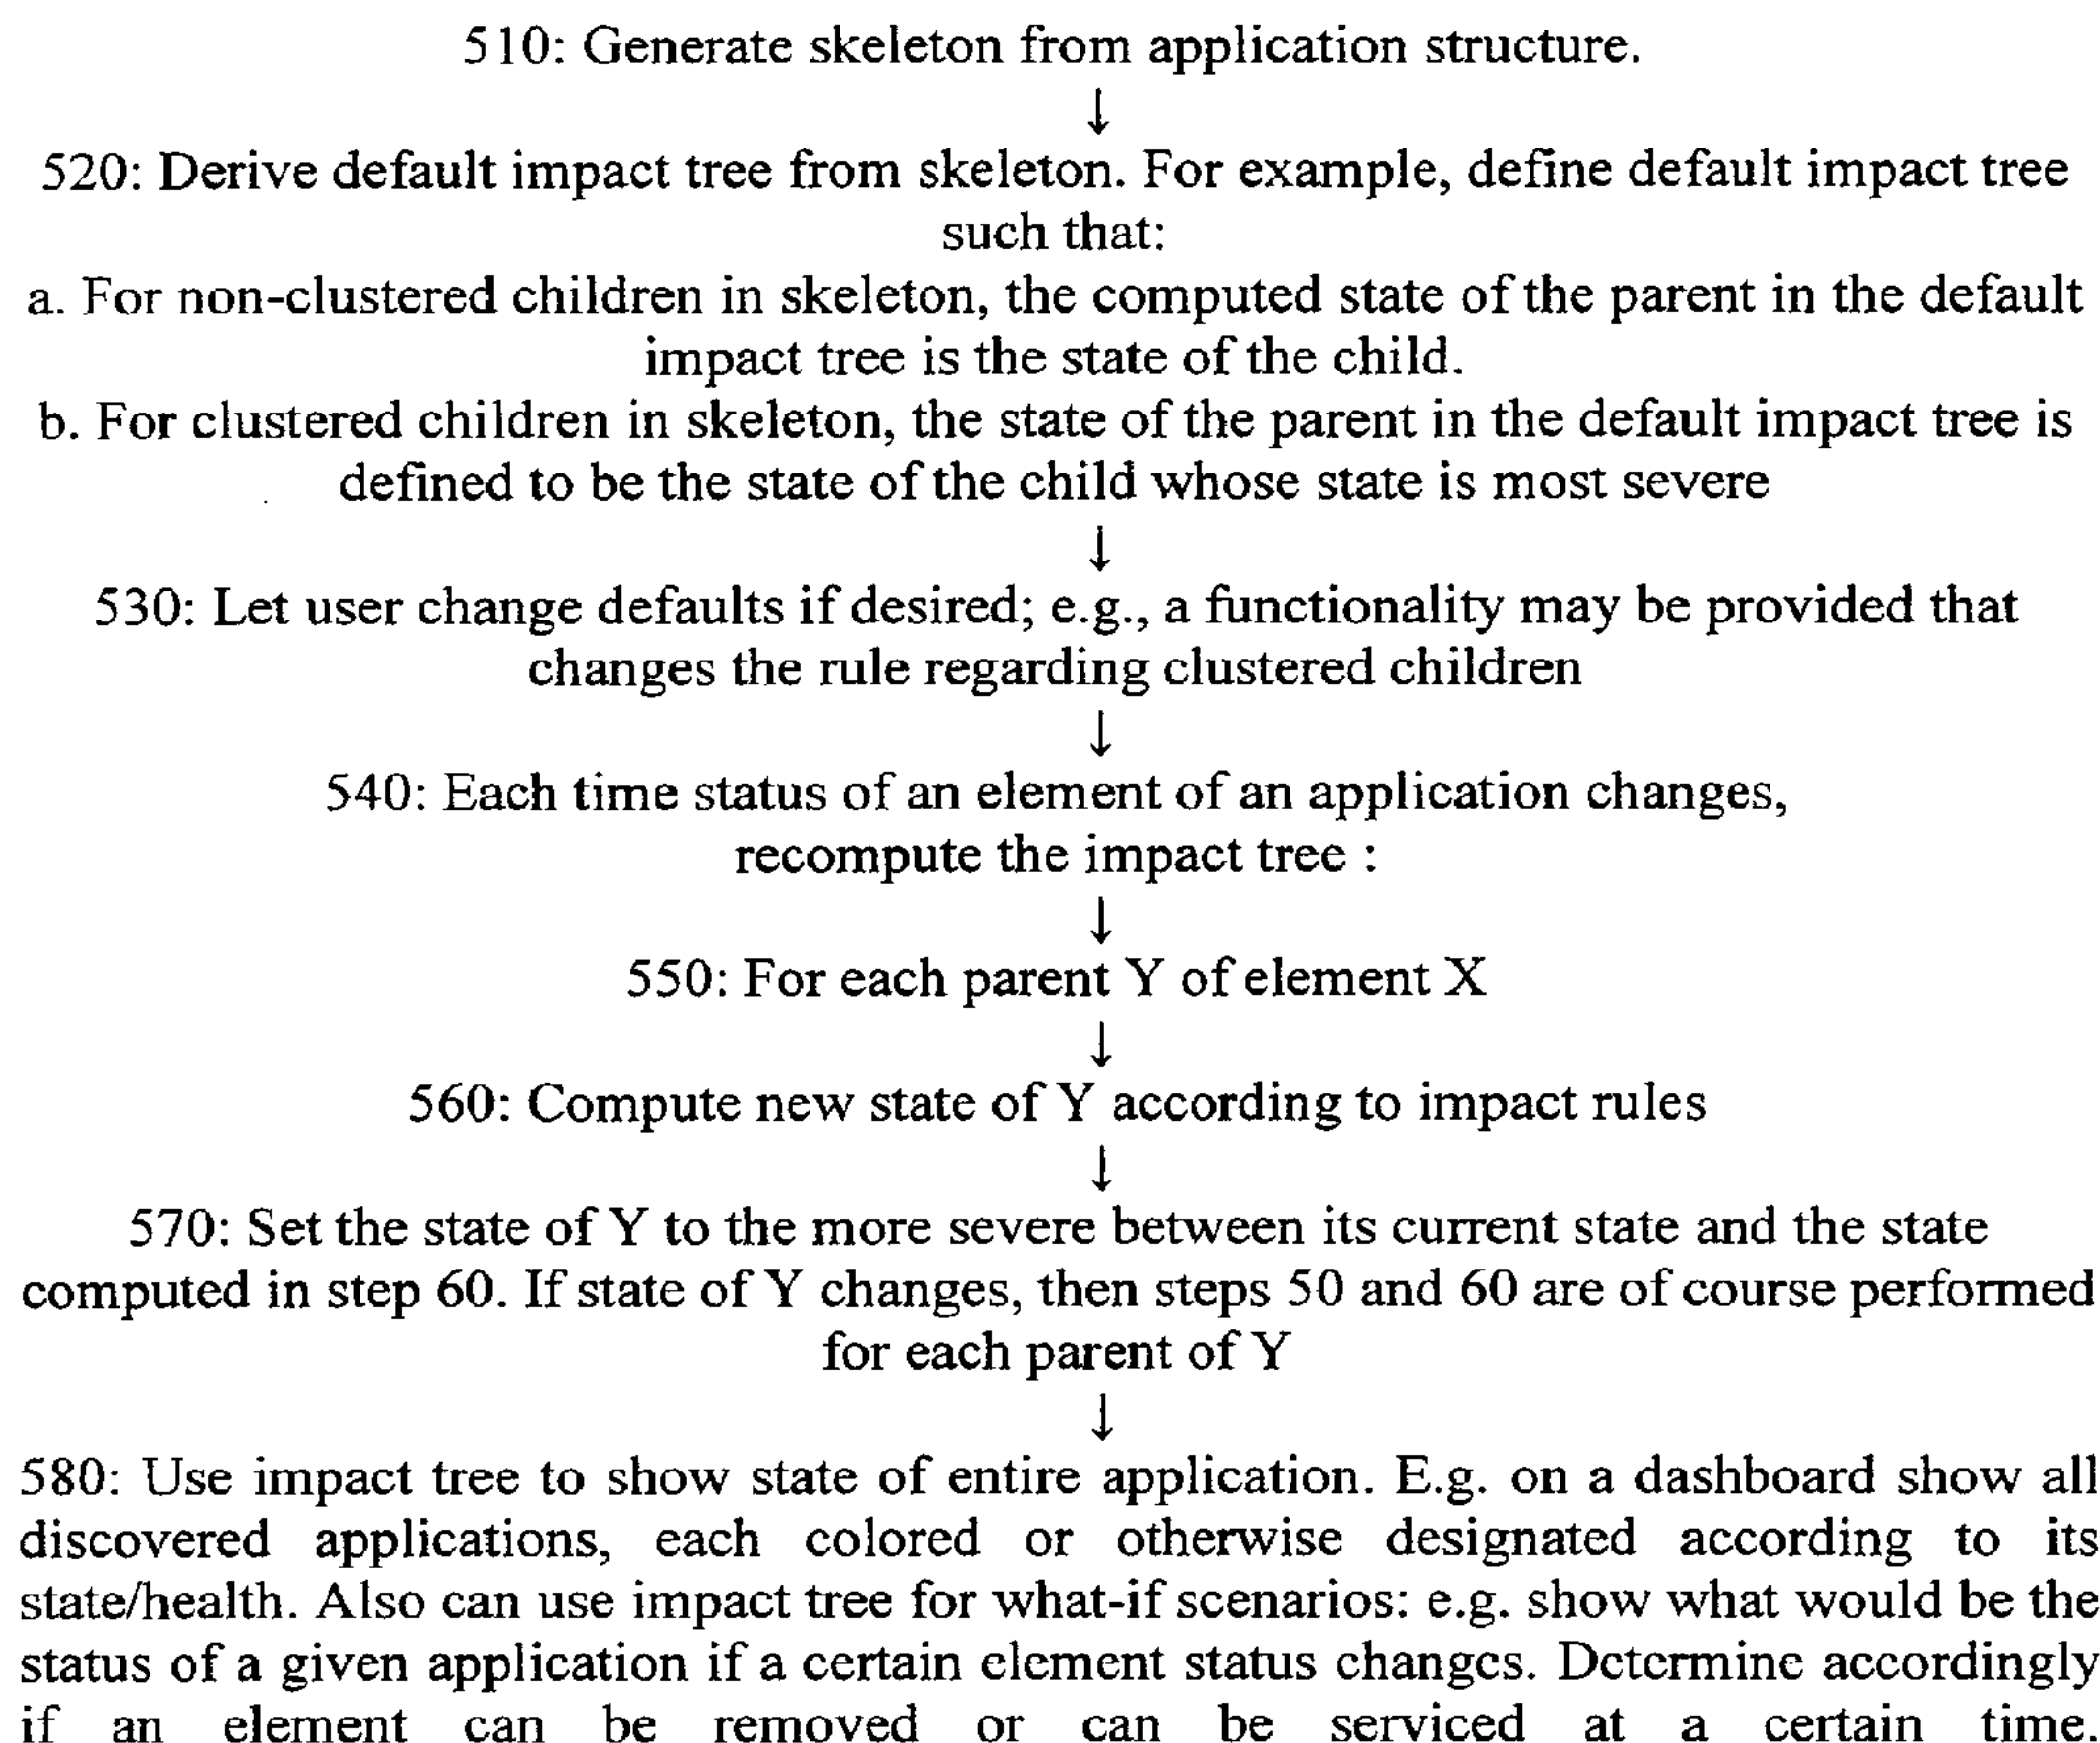 510: Generate skeleton from application structure.
↓
520: Derive default impact tree from skeleton. For example, define default impact tree
such that:
a. For non-clustered children in skeleton, the computed state of the parent in the default
impact tree is the state of the child.
b. For clustered children in skeleton, the state of the parent in the default impact tree is
defined to be the state of the child whose state is most severe
↓
530: Let user change defaults if desired; e.g., a functionality may be provided that
changes the rule regarding clustered children
↓
540: Each time status of an element of an application changes,
recompute the impact tree :
↓
550: For each parent Y of element X
↓
560: Compute new state of Y according to impact rules
↓
570: Set the state of Y to the more severe between its current state and the state
computed in step 60. If state of Y changes, then steps 50 and 60 are of course performed
for each parent of Y
↓
580: Use impact tree to show state of entire application. E.g. on a dashboard show all
discovered applications, each colored or otherwise designated according to its
state/health. Also can use impact tree for what-if scenarios: e.g. show what would be the
status of a given application if a certain element status changes. Determine accordingly
if an element can be removed or can be serviced at a certain time.